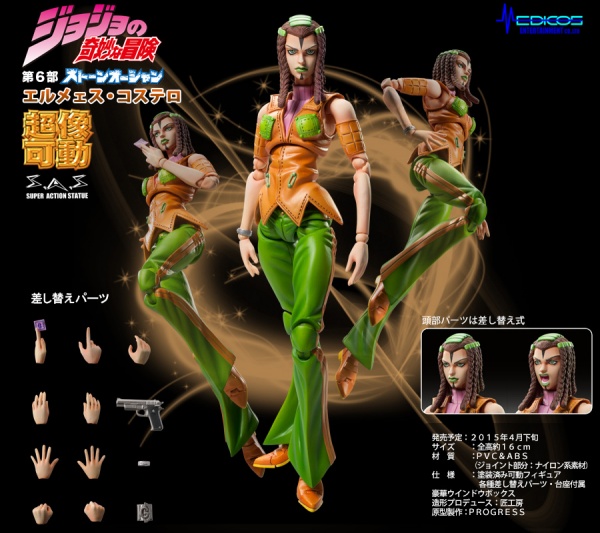 ジョジョの
奇妙な冒険
MEDICOS
ENTERTAINMENT co.,Ltd
第6部 ストーンオーシャン
エルメェス・コステロ
超像
可動
S.A.S
SUPER ACTION STATUE
差し替えパーツ
頭部パーツは差し替え式
発売予定：2015年4月下旬
サイズ：全高約16cm
材質：PVC&ABS
（ジョイント部分：ナイロン系素材）
仕様：塗装済み可動フィギュア
各種差し替えパーツ・台座付属
豪華ウインドウボックス
造形プロデュース：匠工房
原型製作：PROGRESS